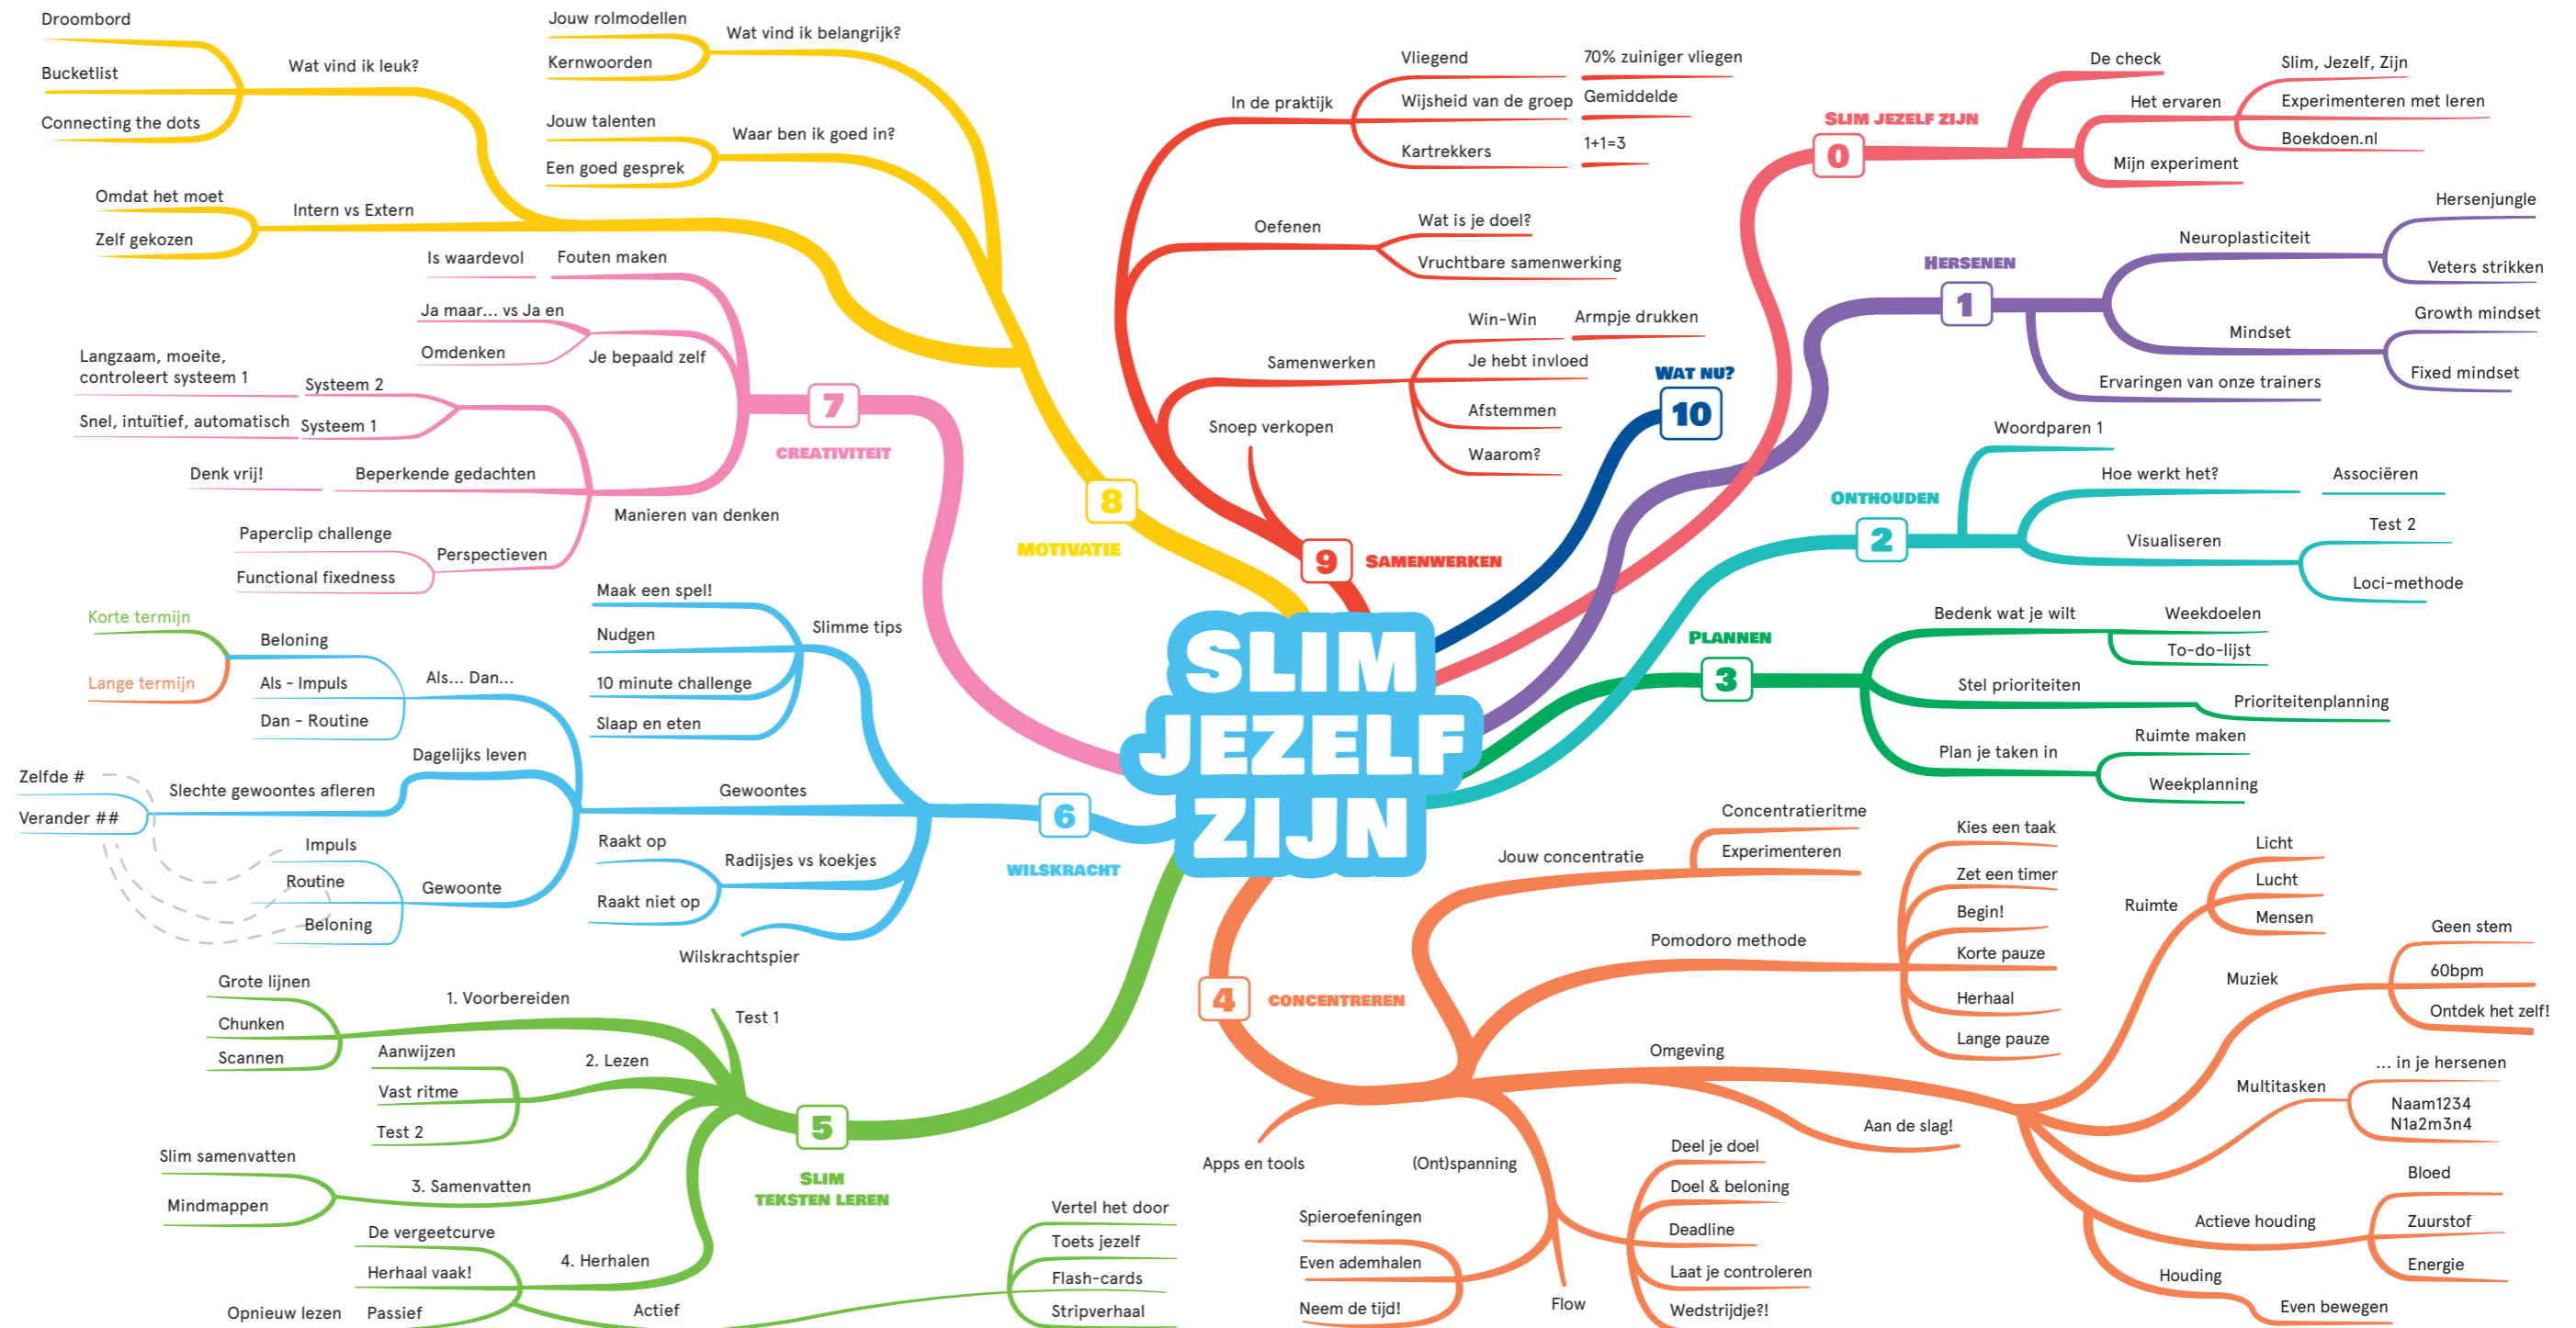 SLIM
JEZELF
ZIJN
0
SLIM JEZELF ZIJN
De check
Het ervaren
Slim, Jezelf, Zijn
Experimenteren met leren
Boekdoen.nl
Mijn experiment
1
HERSENEN
Neuroplasticiteit
Hersenjungle
Veters strikken
Mindset
Growth mindset
Fixed mindset
Ervaringen van onze trainers
2
ONTHOUDEN
Woordparen 1
Hoe werkt het?
Associëren
Visualiseren
Test 2
Loci-methode
3
PLANNEN
Bedenk wat je wilt
Weekdoelen
To-do-lijst
Stel prioriteiten
Prioriteitenplanning
Plan je taken in
Ruimte maken
Weekplanning
4
CONCENTREREN
Jouw concentratie
Concentratieritme
Experimenteren
Pomodoro methode
Kies een taak
Zet een timer
Begin!
Korte pauze
Herhaal
Lange pauze
Omgeving
Ruimte
Licht
Lucht
Mensen
Muziek
Geen stem
60bpm
Ontdek het zelf!
Multitasken
... in je hersenen
Naam1234
N1a2m3n4
Actieve houding
Bloed
Zuurstof
Energie
Houding
Even bewegen
Aan de slag!
Apps en tools
(Ont)spanning
Deel je doel
Doel & beloning
Deadline
Laat je controleren
Wedstrijdje?!
Flow
Spieroefeningen
Even ademhalen
Neem de tijd!
5
SLIM
TEKSTEN LEREN
Test 1
1. Voorbereiden
Grote lijnen
Chunken
Scannen
2. Lezen
Aanwijzen
Vast ritme
Test 2
3. Samenvatten
Slim samenvatten
Mindmappen
4. Herhalen
De vergeetcurve
Herhaal vaak!
Passief
Opnieuw lezen
Actief
Vertel het door
Toets jezelf
Flash-cards
Stripverhaal
6
WILSKRACHT
Slimme tips
Maak een spel!
Nudgen
10 minute challenge
Slaap en eten
Gewoontes
Als... Dan...
Beloning
Korte termijn
Lange termijn
Als - Impuls
Dan - Routine
Dagelijks leven
Slechte gewoontes afleren
Zelfde #
Verander ##
Gewoonte
Impuls
Routine
Beloning
Radijsjes vs koekjes
Raakt op
Raakt niet op
Wilskrachtspier
7
CREATIVITEIT
Fouten maken
Is waardevol
Je bepaald zelf
Ja maar... vs Ja en
Omdenken
Manieren van denken
Systeem 2
Langzaam, moeite,
controleert systeem 1
Systeem 1
Snel, intuïtief, automatisch
Beperkende gedachten
Denk vrij!
Perspectieven
Paperclip challenge
Functional fixedness
8
MOTIVATIE
Wat vind ik leuk?
Droombord
Bucketlist
Connecting the dots
Intern vs Extern
Omdat het moet
Zelf gekozen
Wat vind ik belangrijk?
Jouw rolmodellen
Kernwoorden
Waar ben ik goed in?
Jouw talenten
Een goed gesprek
9
SAMENWERKEN
In de praktijk
Vliegend
70% zuiniger vliegen
Wijsheid van de groep
Gemiddelde
Kartrekkers
1+1=3
Oefenen
Wat is je doel?
Vruchtbare samenwerking
Samenwerken
Win-Win
Armpje drukken
Je hebt invloed
Afstemmen
Waarom?
Snoep verkopen
10
WAT NU?